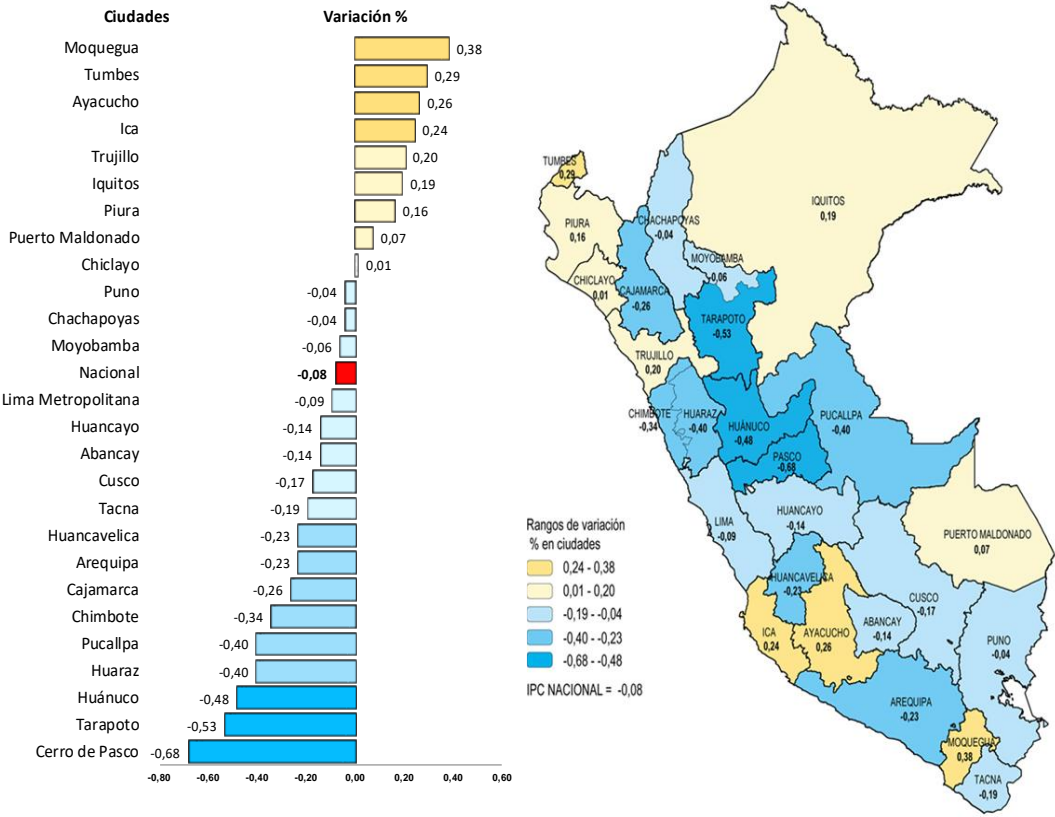 Ciudades Variación %
Moquegua 0,38
Tumbes 0,29
Ayacucho 0,26
Ica 0,24
Trujillo 0,20
Iquitos 0,19
Piura 0,16
Puerto Maldonado 0,07
Chiclayo 0,01
Puno -0,04
Chachapoyas -0,04
Moyobamba -0,06
Nacional -0,08
Lima Metropolitana -0,09
Huancayo -0,14
Abancay -0,14
Cusco -0,17
Tacna -0,19
Huancavelica -0,23
Arequipa -0,23
Cajamarca -0,26
Chimbote -0,34
Pucallpa -0,40
Huaraz -0,40
Huánuco -0,48
Tarapoto -0,53
Cerro de Pasco -0,68
-0,80 -0,60 -0,40 -0,20 0,00 0,20 0,40 0,60
TUMBES
0,29
PIURA
0,16
CHACHAPOYAS
-0,04
IQUITOS
0,19
MOYOBAMBA
-0,06
CHICLAYO
0,01
CAJAMARCA
-0,26
TARAPOTO
-0,53
TRUJILLO
0,20
CHIMBOTE
-0,34
HUARAZ
-0,40
HUÁNUCO
-0,48
PUCALLPA
-0,40
PASCO
-0,68
LIMA
-0,09
HUANCAYO
-0,14
PUERTO MALDONADO
0,07
HUANCAVELICA
-0,23
CUSCO
-0,17
ICA
0,24
AYACUCHO
0,26
ABANCAY
-0,14
PUNO
-0,04
AREQUIPA
-0,23
MOQUEGUA
0,38
TACNA
-0,19
Rangos de variación
% en ciudades
0,24 - 0,38
0,01 - 0,20
-0,19 - -0,04
-0,40 - -0,23
-0,68 - -0,48
IPC NACIONAL = -0,08